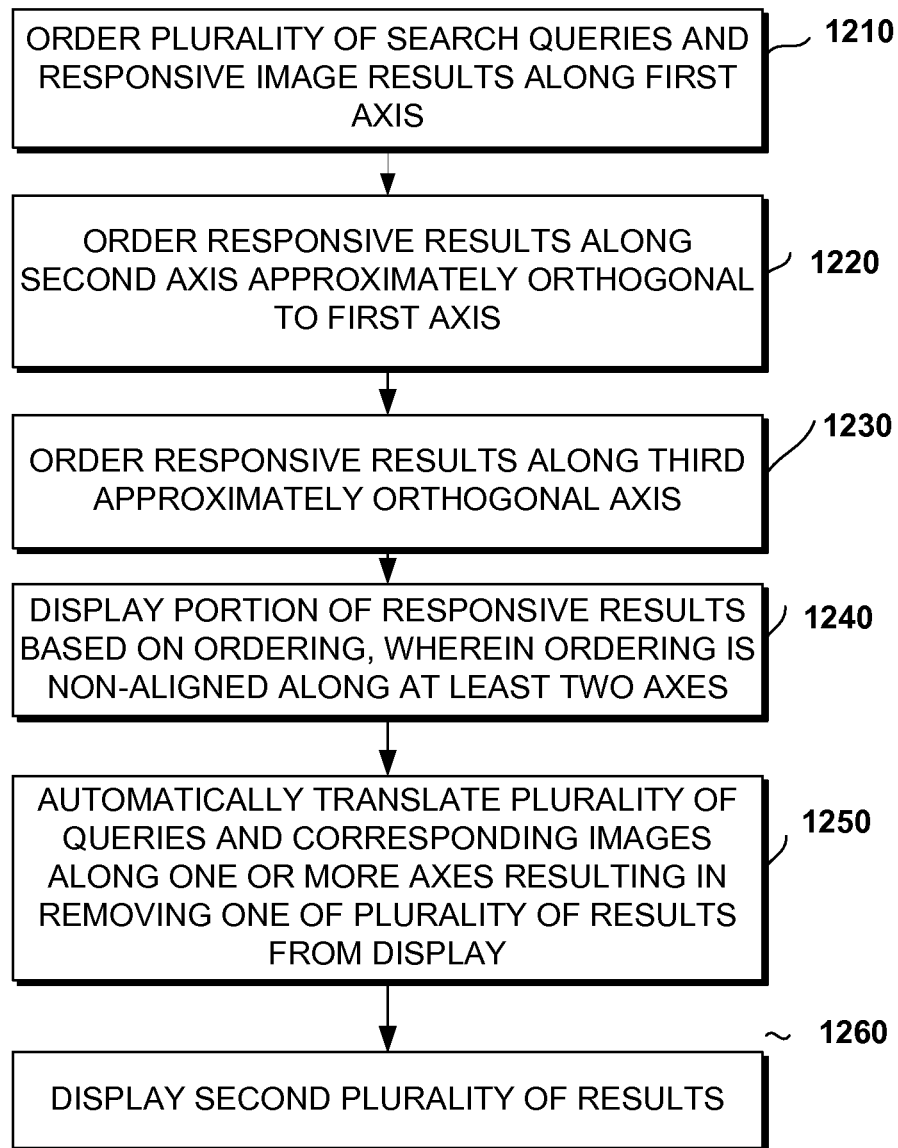 ORDER PLURALITY OF SEARCH QUERIES AND
RESPONSIVE IMAGE RESULTS ALONG FIRST
AXIS
1210
ORDER RESPONSIVE RESULTS ALONG
SECOND AXIS APPROXIMATELY ORTHOGONAL
TO FIRST AXIS
1220
ORDER RESPONSIVE RESULTS ALONG THIRD
APPROXIMATELY ORTHOGONAL AXIS
1230
DISPLAY PORTION OF RESPONSIVE RESULTS
BASED ON ORDERING, WHEREIN ORDERING IS
NON-ALIGNED ALONG AT LEAST TWO AXES
1240
AUTOMATICALLY TRANSLATE PLURALITY OF
QUERIES AND CORRESPONDING IMAGES
ALONG ONE OR MORE AXES RESULTING IN
REMOVING ONE OF PLURALITY OF RESULTS
FROM DISPLAY
1250
DISPLAY SECOND PLURALITY OF RESULTS
1260